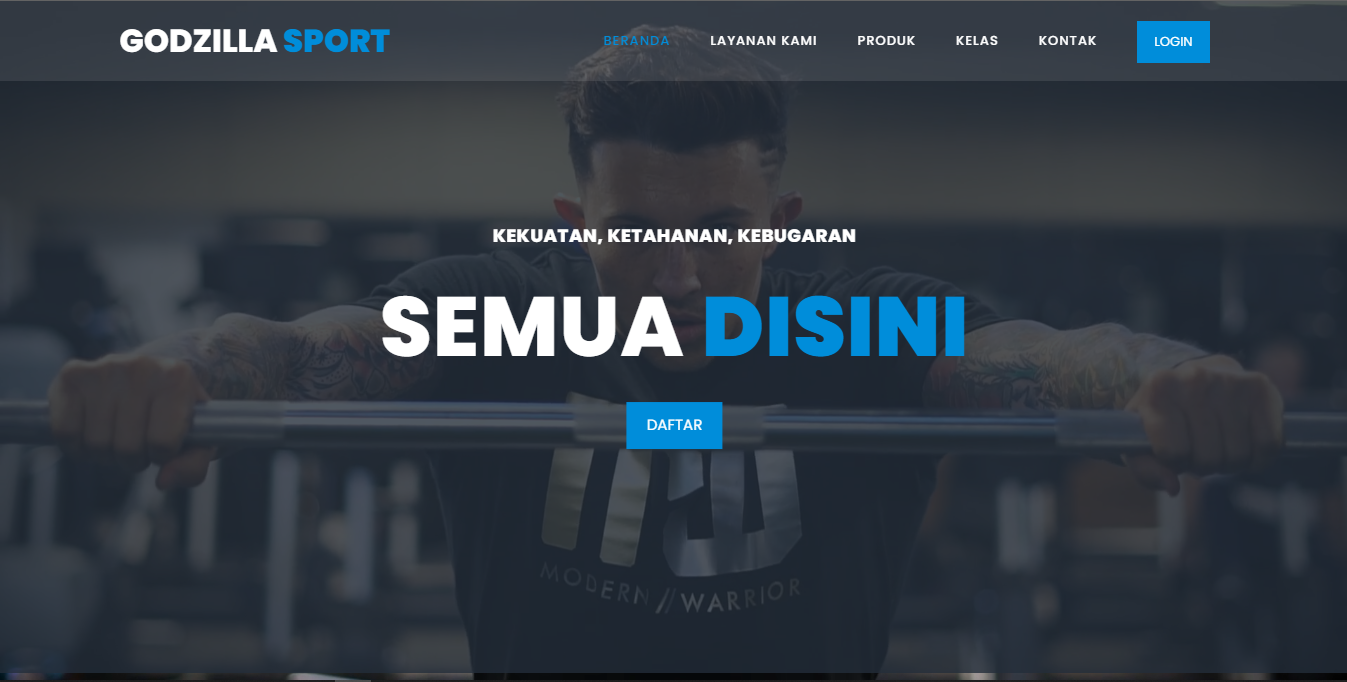 GODZILLA SPORT
BERANDA LAYANAN KAMI PRODUK KELAS KONTAK LOGIN
KEKUATAN, KETAHANAN, KEBUGARAN
SEMUA DISINI
DAFTAR
MODERN // WARRIOR